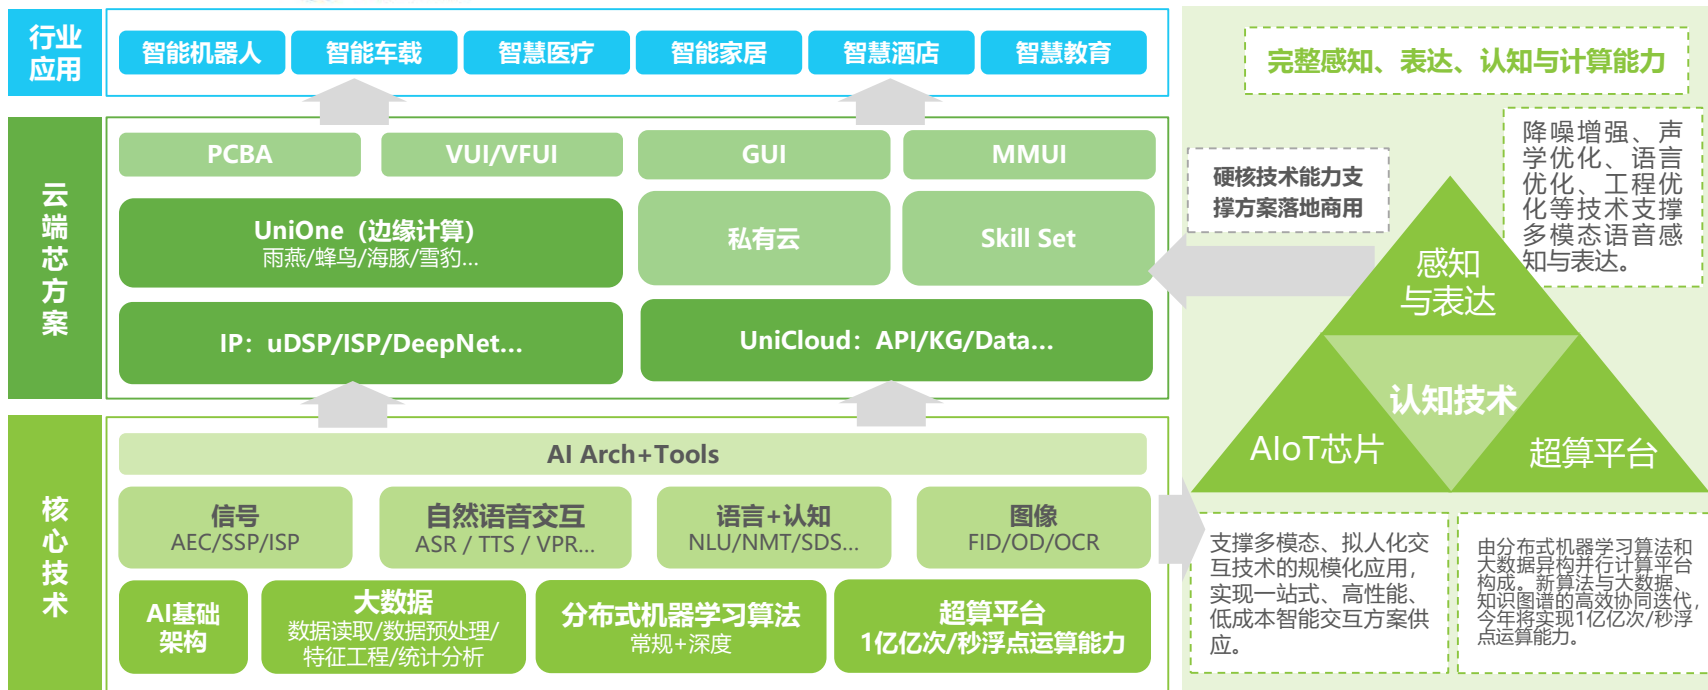 行业
应用
智能机器人
智能车载
智慧医疗
智能家居
智慧酒店
智慧教育
云
端
芯
方
案
PCBA
VUI/VFUI
GUI
MMUI
UniOne（边缘计算）
雨燕/蜂鸟/海豚/雪豹...
私有云
Skill Set
IP：uDSP/ISP/DeepNet...
UniCloud：API/KG/Data...
核
心
技
术
AI Arch+Tools
信号
AEC/SSP/ISP
自然语音交互
ASR / TTS / VPR...
语言+认知
NLU/NMT/SDS...
图像
FID/OD/OCR
AI基础
架构
大数据
数据读取/数据预处理/
特征工程/统计分析
分布式机器学习算法
常规+深度
超算平台
1亿亿次/秒浮点运算能力
完整感知、表达、认知与计算能力
硬核技术能力支
撑方案落地商用
降噪增强、声
学优化、语言
优化、工程优
化等技术支撑
多模态语音感
知与表达。
感知
与表达
认知技术
AIoT芯片
超算平台
支撑多模态、拟人化交
互技术的规模化应用，
实现一站式、高性能、
低成本智能交互方案供
应。
由分布式机器学习算法和
大数据异构并行计算平台
构成。新算法与大数据、
知识图谱的高效协同迭代，
今年将实现1亿亿次/秒浮
点运算能力。